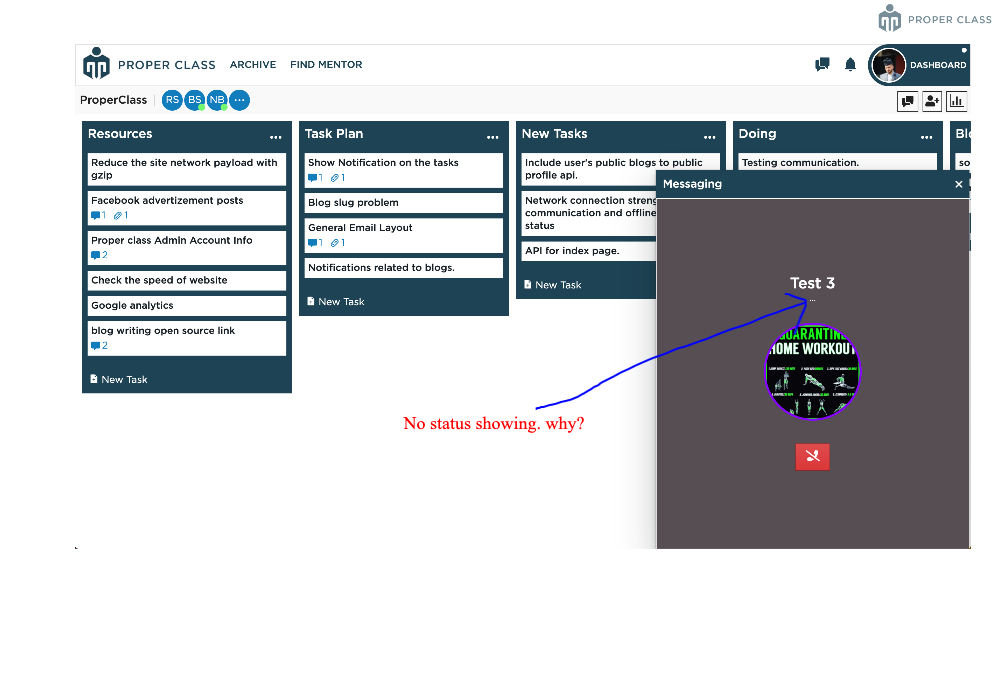 PROPER CLASS
PROPER CLASS ARCHIVE FIND MENTOR DASHBOARD
ProperClass RS BS NB ...
Resources ...
Reduce the site network payload with
gzip
Facebook advertizement posts
1 1
Proper class Admin Account Info
2
Check the speed of website
Google analytics
blog writing open source link
2
New Task
Task Plan ...
Show Notification on the tasks
1 1
Blog slug problem
General Email Layout
1 1
Notifications related to blogs.
New Task
New Tasks ...
Include user's public blogs to public
profile api.
Network connection streng
communication and offline
status
API for index page.
New Task
Doing ...
Testing communication.
Blo
so
Messaging ×
Test 3
...
QUARANTINE
HOME WORKOUT
No status showing. why?